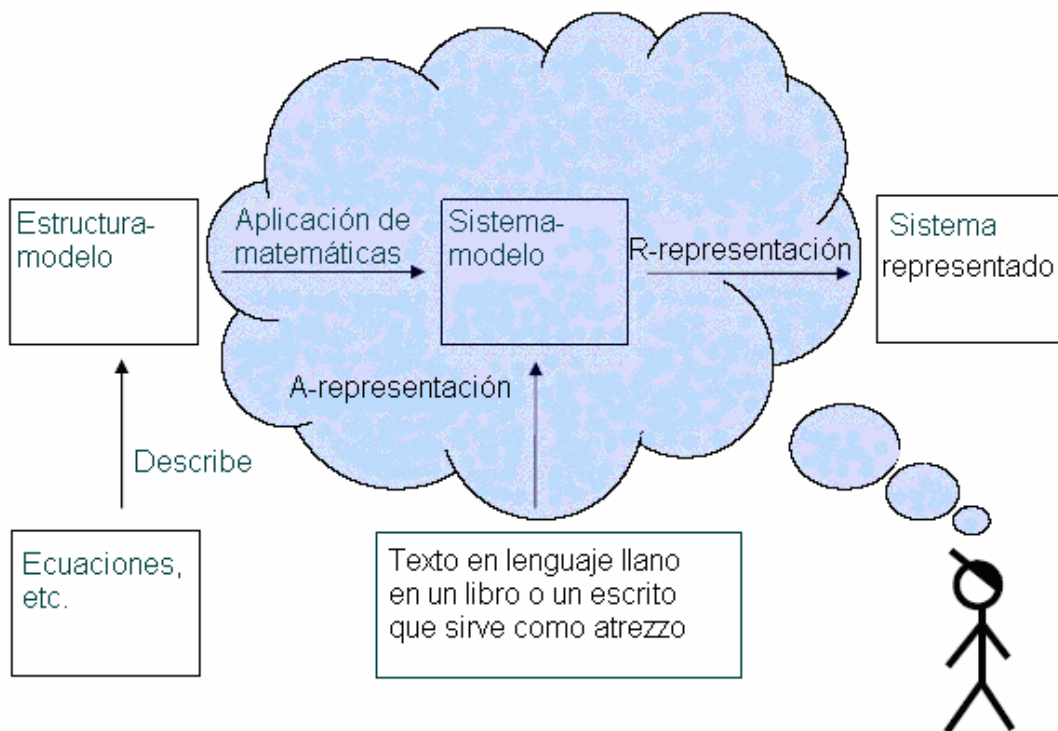 Estructura-
modelo
Aplicación de
matemáticas
Sistema-
modelo
R-representación
Sistema
representado
A-representación
Describe
Ecuaciones,
etc.
Texto en lenguaje llano
en un libro o un escrito
que sirve como atrezzo